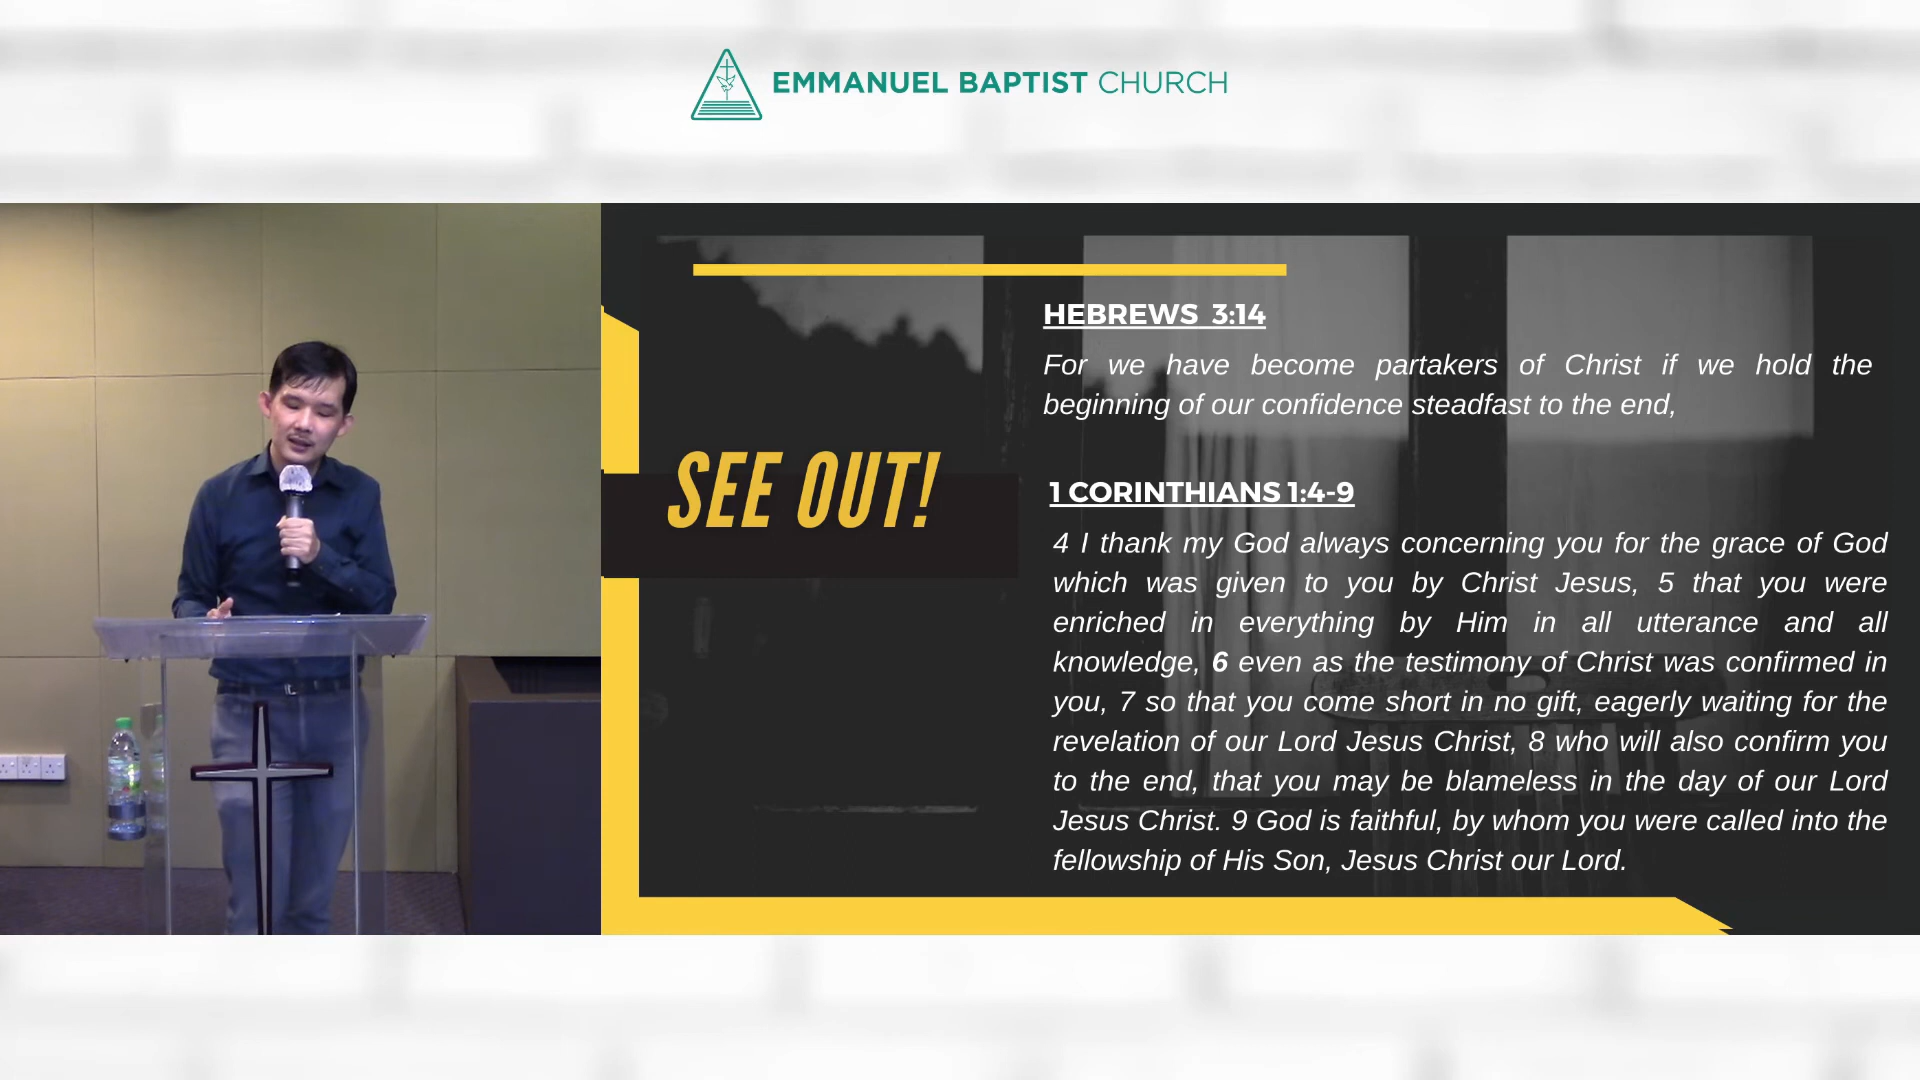 EMMANUEL BAPTIST CHURCH
SEE OUT!
HEBREWS 3:14
For we have become partakers of Christ if we hold the
beginning of our confidence steadfast to the end,
1 CORINTHIANS 1:4-9
4 I thank my God always concerning you for the grace of God
which was given to you by Christ Jesus, 5 that you were
enriched in everything by Him in all utterance and all
knowledge, 6 even as the testimony of Christ was confirmed in
you, 7 so that you come short in no gift, eagerly waiting for the
revelation of our Lord Jesus Christ, 8 who will also confirm you
to the end, that you may be blameless in the day of our Lord
Jesus Christ. 9 God is faithful, by whom you were called into the
fellowship of His Son, Jesus Christ our Lord.